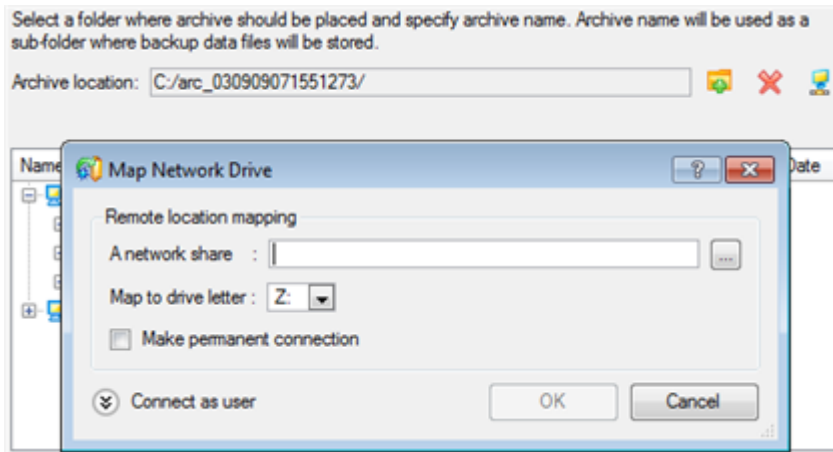 Select a folder where archive should be placed and specify archive name. Archive name will be used as a
sub-folder where backup data files will be stored.
Archive location: C:/arc_030909071551273/
Name
Date
Map Network Drive
Remote location mapping
A network share :
...
Map to drive letter : Z:
Make permanent connection
Connect as user
OK
Cancel